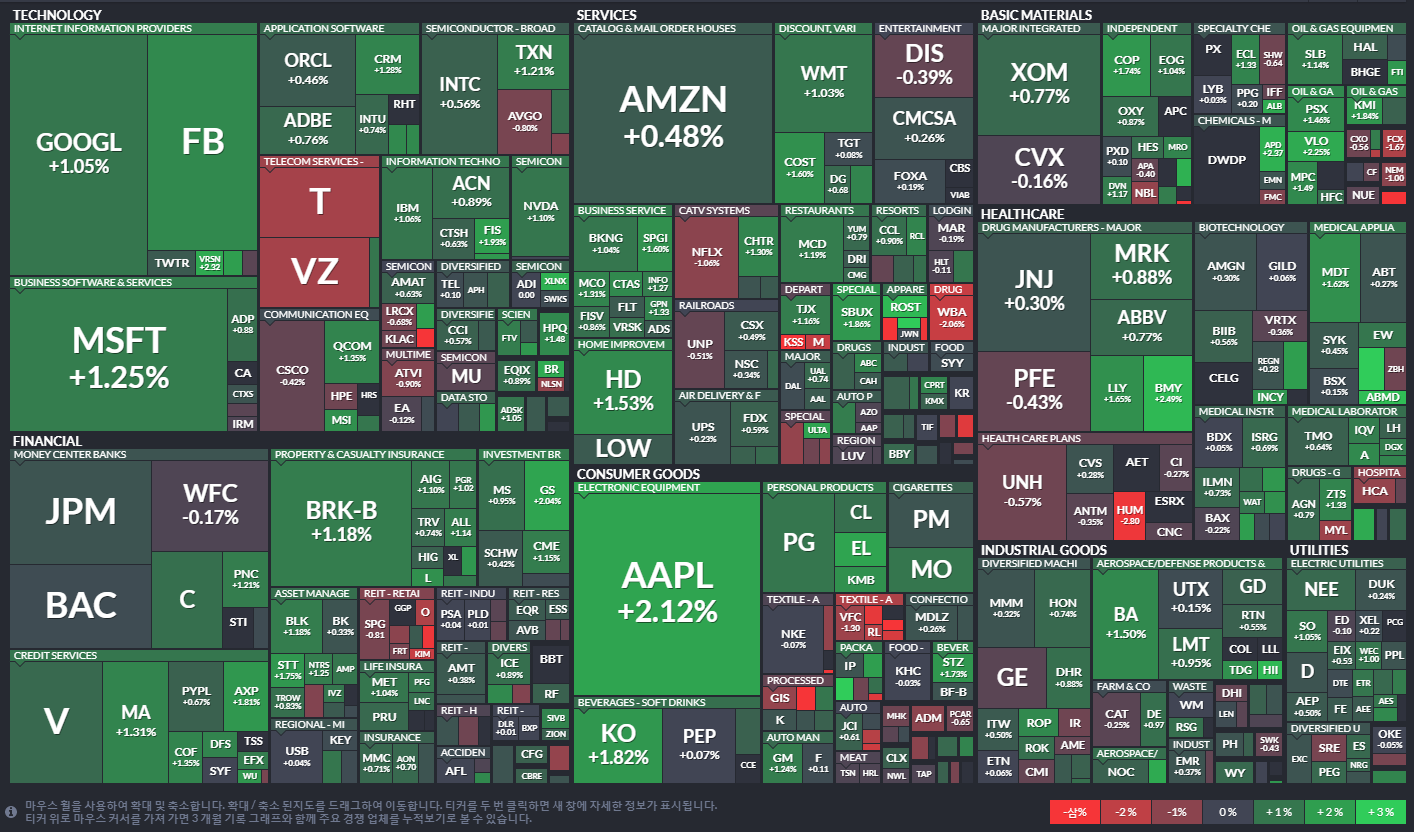 TECHNOLOGY
INTERNET INFORMATION PROVIDERS
GOOGL
+1.05%
FB
TWTR
VRSN
+2.32
APPLICATION SOFTWARE
ORCL
+0.46%
CRM
+1.28%
ADBE
+0.76%
INTU
+0.74%
RHT
SEMICONDUCTOR - BROAD
INTC
+0.56%
TXN
+1.21%
AVGO
-0.80%
TELECOM SERVICES -
T
VZ
INFORMATION TECHNO
IBM
+1.06%
ACN
+0.89%
CTSH
+0.63%
FIS
+1.93%
SEMICON
NVDA
+1.10%
BUSINESS SOFTWARE & SERVICES
MSFT
+1.25%
ADP
+0.88
CA
CTXS
IRM
COMMUNICATION EQ
CSCO
-0.42%
QCOM
+1.35%
HPE
HRS
MSI
SEMICON
AMAT
+0.63%
LRCX
-0.68%
KLAC
DIVERSIFIED
TEL
+0.10
APH
SEMICON
ADI
0.00
XLNX
SWKS
DIVERSIFIE
CCI
+0.57%
SCIEN
FTV
HPQ
+1.48
MULTIME
ATVI
-0.90%
EA
-0.12%
SEMICON
MU
EQIX
+0.89%
BR
NLSN
DATA STO
ADSK
+1.05
FINANCIAL
MONEY CENTER BANKS
JPM
WFC
-0.17%
BAC
C
PNC
+1.21%
STI
PROPERTY & CASUALTY INSURANCE
BRK-B
+1.18%
AIG
+1.10%
PGR
+1.02
TRV
+0.74%
ALL
+1.14
HIG
XL
L
INVESTMENT BR
MS
+0.95%
GS
+2.04%
SCHW
+0.42%
CME
+1.15%
CREDIT SERVICES
V
MA
+1.31%
PYPL
+0.67%
AXP
+1.81%
COF
+1.35%
DFS
TSS
SYF
EFX
WU
ASSET MANAGE
BLK
+1.18%
BK
+0.33%
STT
+1.75%
NTRS
+1.25
AMP
TROW
+0.83%
IVZ
REGIONAL - MI
USB
+0.04%
KEY
REIT - RETAI
SPG
-0.81
GGP
O
FRT
KIM
LIFE INSURA
MET
+1.04%
PFG
LNC
PRU
INSURANCE
MMC
+0.71%
AON
+0.70
REIT - INDU
PSA
+0.04
PLD
+0.01
REIT - RES
EQR
ESS
AVB
REIT -
AMT
+0.38%
DIVERS
ICE
+0.89%
BBT
RF
REIT - H
REIT -
DLR
+0.01
BXP
SIVB
ZION
ACCIDEN
AFL
CFG
CBRE
SERVICES
CATALOG & MAIL ORDER HOUSES
AMZN
+0.48%
DISCOUNT, VARI
WMT
+1.03%
COST
+1.60%
TGT
+0.08%
DG
+0.68
ENTERTAINMENT
DIS
-0.39%
CMCSA
+0.26%
FOXA
+0.19%
CBS
VIAB
BUSINESS SERVICE
BKNG
+1.04%
SPGI
+1.60%
MCO
+1.31%
CTAS
INFO
+1.27
FISV
+0.86%
FLT
GPN
+1.33
VRSK
ADS
CATV SYSTEMS
NFLX
-1.06%
CHTR
+1.30%
RESTAURANTS
MCD
+1.19%
YUM
+0.79
DRI
CMG
RESORTS
CCL
+0.90%
RCL
LODGIN
MAR
-0.19%
HLT
-0.11
HOME IMPROVEM
HD
+1.53%
LOW
RAILROADS
UNP
-0.51%
CSX
+0.49%
NSC
+0.34%
DEPART
TJX
+1.16%
KSS
M
SPECIAL
SBUX
+1.86%
APPARE
ROST
JWN
DRUG
WBA
-2.06%
MAJOR
DAL
UAL
+0.74
AAL
DRUGS
ABC
CAH
INDUST
CPRT
KMX
FOOD
SYY
KR
AIR DELIVERY & F
UPS
+0.23%
FDX
+0.59%
SPECIAL
ULTA
AUTO P
AZO
AAP
REGION
LUV
BBY
TIF
CONSUMER GOODS
ELECTRONIC EQUIPMENT
AAPL
+2.12%
PERSONAL PRODUCTS
PG
CL
EL
KMB
CIGARETTES
PM
MO
TEXTILE - A
NKE
-0.07%
TEXTILE - A
VFC
-1.30
RL
CONFECTIO
MDLZ
+0.26%
PACKA
IP
FOOD -
KHC
-0.03%
BEVER
STZ
+1.73%
BF-B
PROCESSED
GIS
K
BEVERAGES - SOFT DRINKS
KO
+1.82%
PEP
+0.07%
CCE
AUTO
JCI
+0.61
MHK
ADM
PCAR
-0.65
AUTO MAN
GM
+1.24%
F
+0.11
MEAT
TSN
HRL
CLX
NWL
TAP
BASIC MATERIALS
MAJOR INTEGRATED
XOM
+0.77%
CVX
-0.16%
INDEPENDENT
COP
+1.74%
EOG
+1.04%
OXY
+0.87%
APC
PXD
+0.10
HES
MRO
APA
-0.40
DVN
+1.17
NBL
SPECIALTY CHE
PX
ECL
+1.33
SHW
-0.64
LYB
+0.03%
PPG
+0.20
IFF
ALB
CHEMICALS - M
DWDP
APD
+2.37
EMN
FMC
OIL & GAS EQUIPMEN
SLB
+1.14%
HAL
BHGE
FTI
OIL & GA
PSX
+1.46%
VLO
+2.25%
MPC
+1.49
HFC
OIL & GAS
KMI
+1.84%
CXO
-0.56
FCX
-1.67
CF
NEM
-1.00
NUE
HEALTHCARE
DRUG MANUFACTURERS - MAJOR
JNJ
+0.30%
MRK
+0.88%
ABBV
+0.77%
PFE
-0.43%
LLY
+1.65%
BMY
+2.49%
BIOTECHNOLOGY
AMGN
+0.30%
GILD
+0.06%
BIIB
+0.56%
VRTX
-0.36%
CELG
REGN
+0.28
INCY
MEDICAL APPLIA
MDT
+1.62%
ABT
+0.27%
SYK
+0.45%
EW
BSX
+0.15%
ZBH
ABMD
HEALTH CARE PLANS
UNH
-0.57%
CVS
+0.28%
AET
CI
-0.27%
ANTM
-0.35%
HUM
-2.80
ESRX
CNC
MEDICAL INSTR
BDX
+0.05%
ISRG
+0.69%
ILMN
+0.73%
WAT
BAX
-0.22%
MEDICAL LABORATOR
TMO
+0.64%
IQV
LH
A
DGX
DRUGS - G
AGN
+0.79
ZTS
+1.33
MYL
HOSPITA
HCA
INDUSTRIAL GOODS
DIVERSIFIED MACHI
MMM
+0.32%
HON
+0.74%
GE
DHR
+0.88%
ITW
+0.50%
ROP
IR
ROK
AME
ETN
+0.06%
CMI
AEROSPACE/DEFENSE PRODUCTS &
BA
+1.50%
UTX
+0.15%
GD
LMT
+0.95%
RTN
+0.55%
COL
LLL
TDG
HII
FARM & CO
CAT
-0.25%
DE
+0.97
WASTE
WM
RSG
DHI
LEN
AEROSPACE/
NOC
INDUST
EMR
+0.37%
PH
SWK
-0.43
WY
UTILITIES
ELECTRIC UTILITIES
NEE
DUK
+0.24%
SO
+1.05%
ED
-0.10
XEL
+0.22
PCG
D
EIX
+0.53
WEC
+1.00
PPL
DTE
ETR
AEP
+0.50%
FE
AEE
AES
DIVERSIFIED U
EXC
SRE
ES
PEG
NRG
OKE
-0.05%
마우스 휠을 사용하여 확대 및 축소합니다. 확대 / 축소 된지도를 드래그하여 이동합니다. 티커를 두 번 클릭하면 새 창에 자세한 정보가 표시됩니다.
티커 위로 마우스 커서를 가져 가면 3 개월 기록 그래프와 함께 주요 경쟁 업체를 누적보기로 볼 수 있습니다.
-삼% -2% -1% 0% +1% +2% +3%